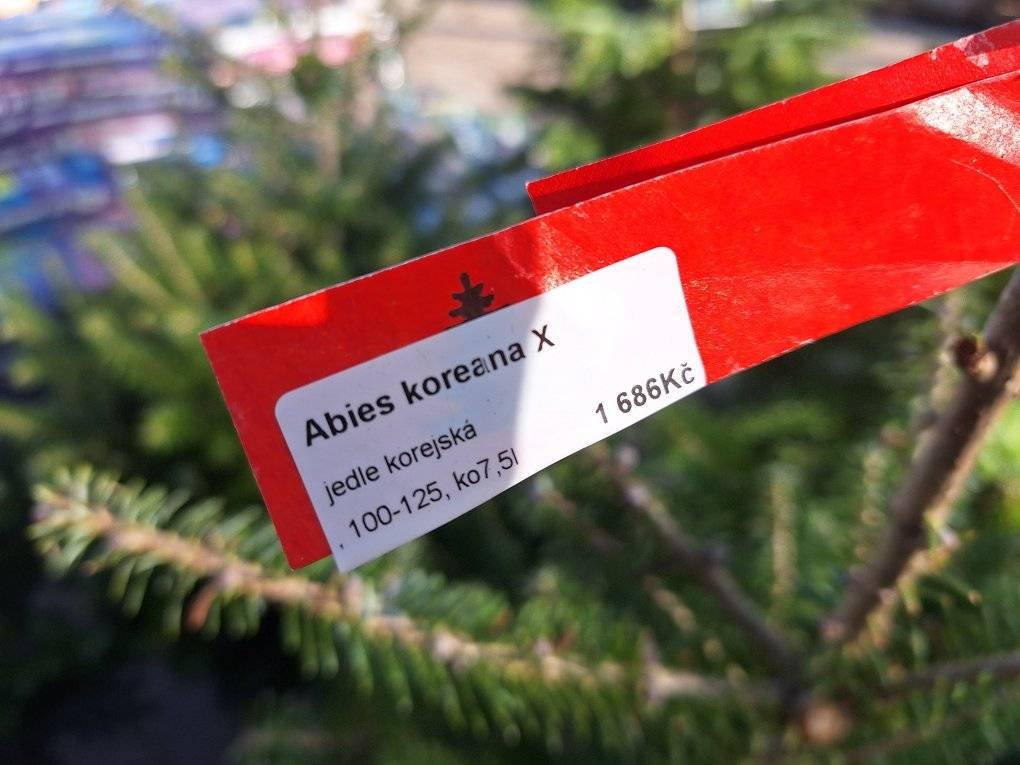 Abies koreana X
jedle korejská
1 686Kč
, 100-125, ko7,5l